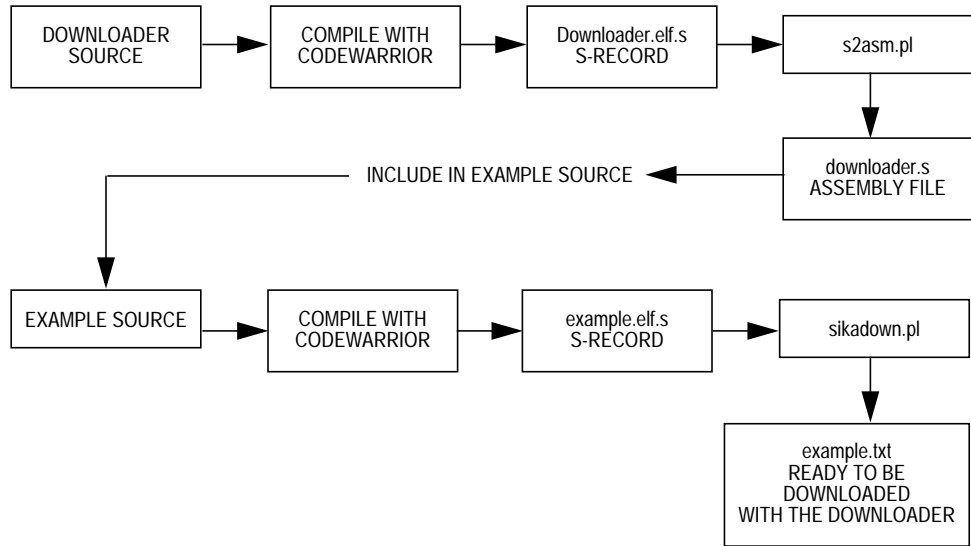 DOWNLOADER
SOURCE
COMPILE WITH
CODEWARRIOR
Downloader.elf.s
S-RECORD
s2asm.pl
downloader.s
ASSEMBLY FILE
INCLUDE IN EXAMPLE SOURCE
EXAMPLE SOURCE
COMPILE WITH
CODEWARRIOR
example.elf.s
S-RECORD
sikadown.pl
example.txt
READY TO BE
DOWNLOADED
WITH THE DOWNLOADER